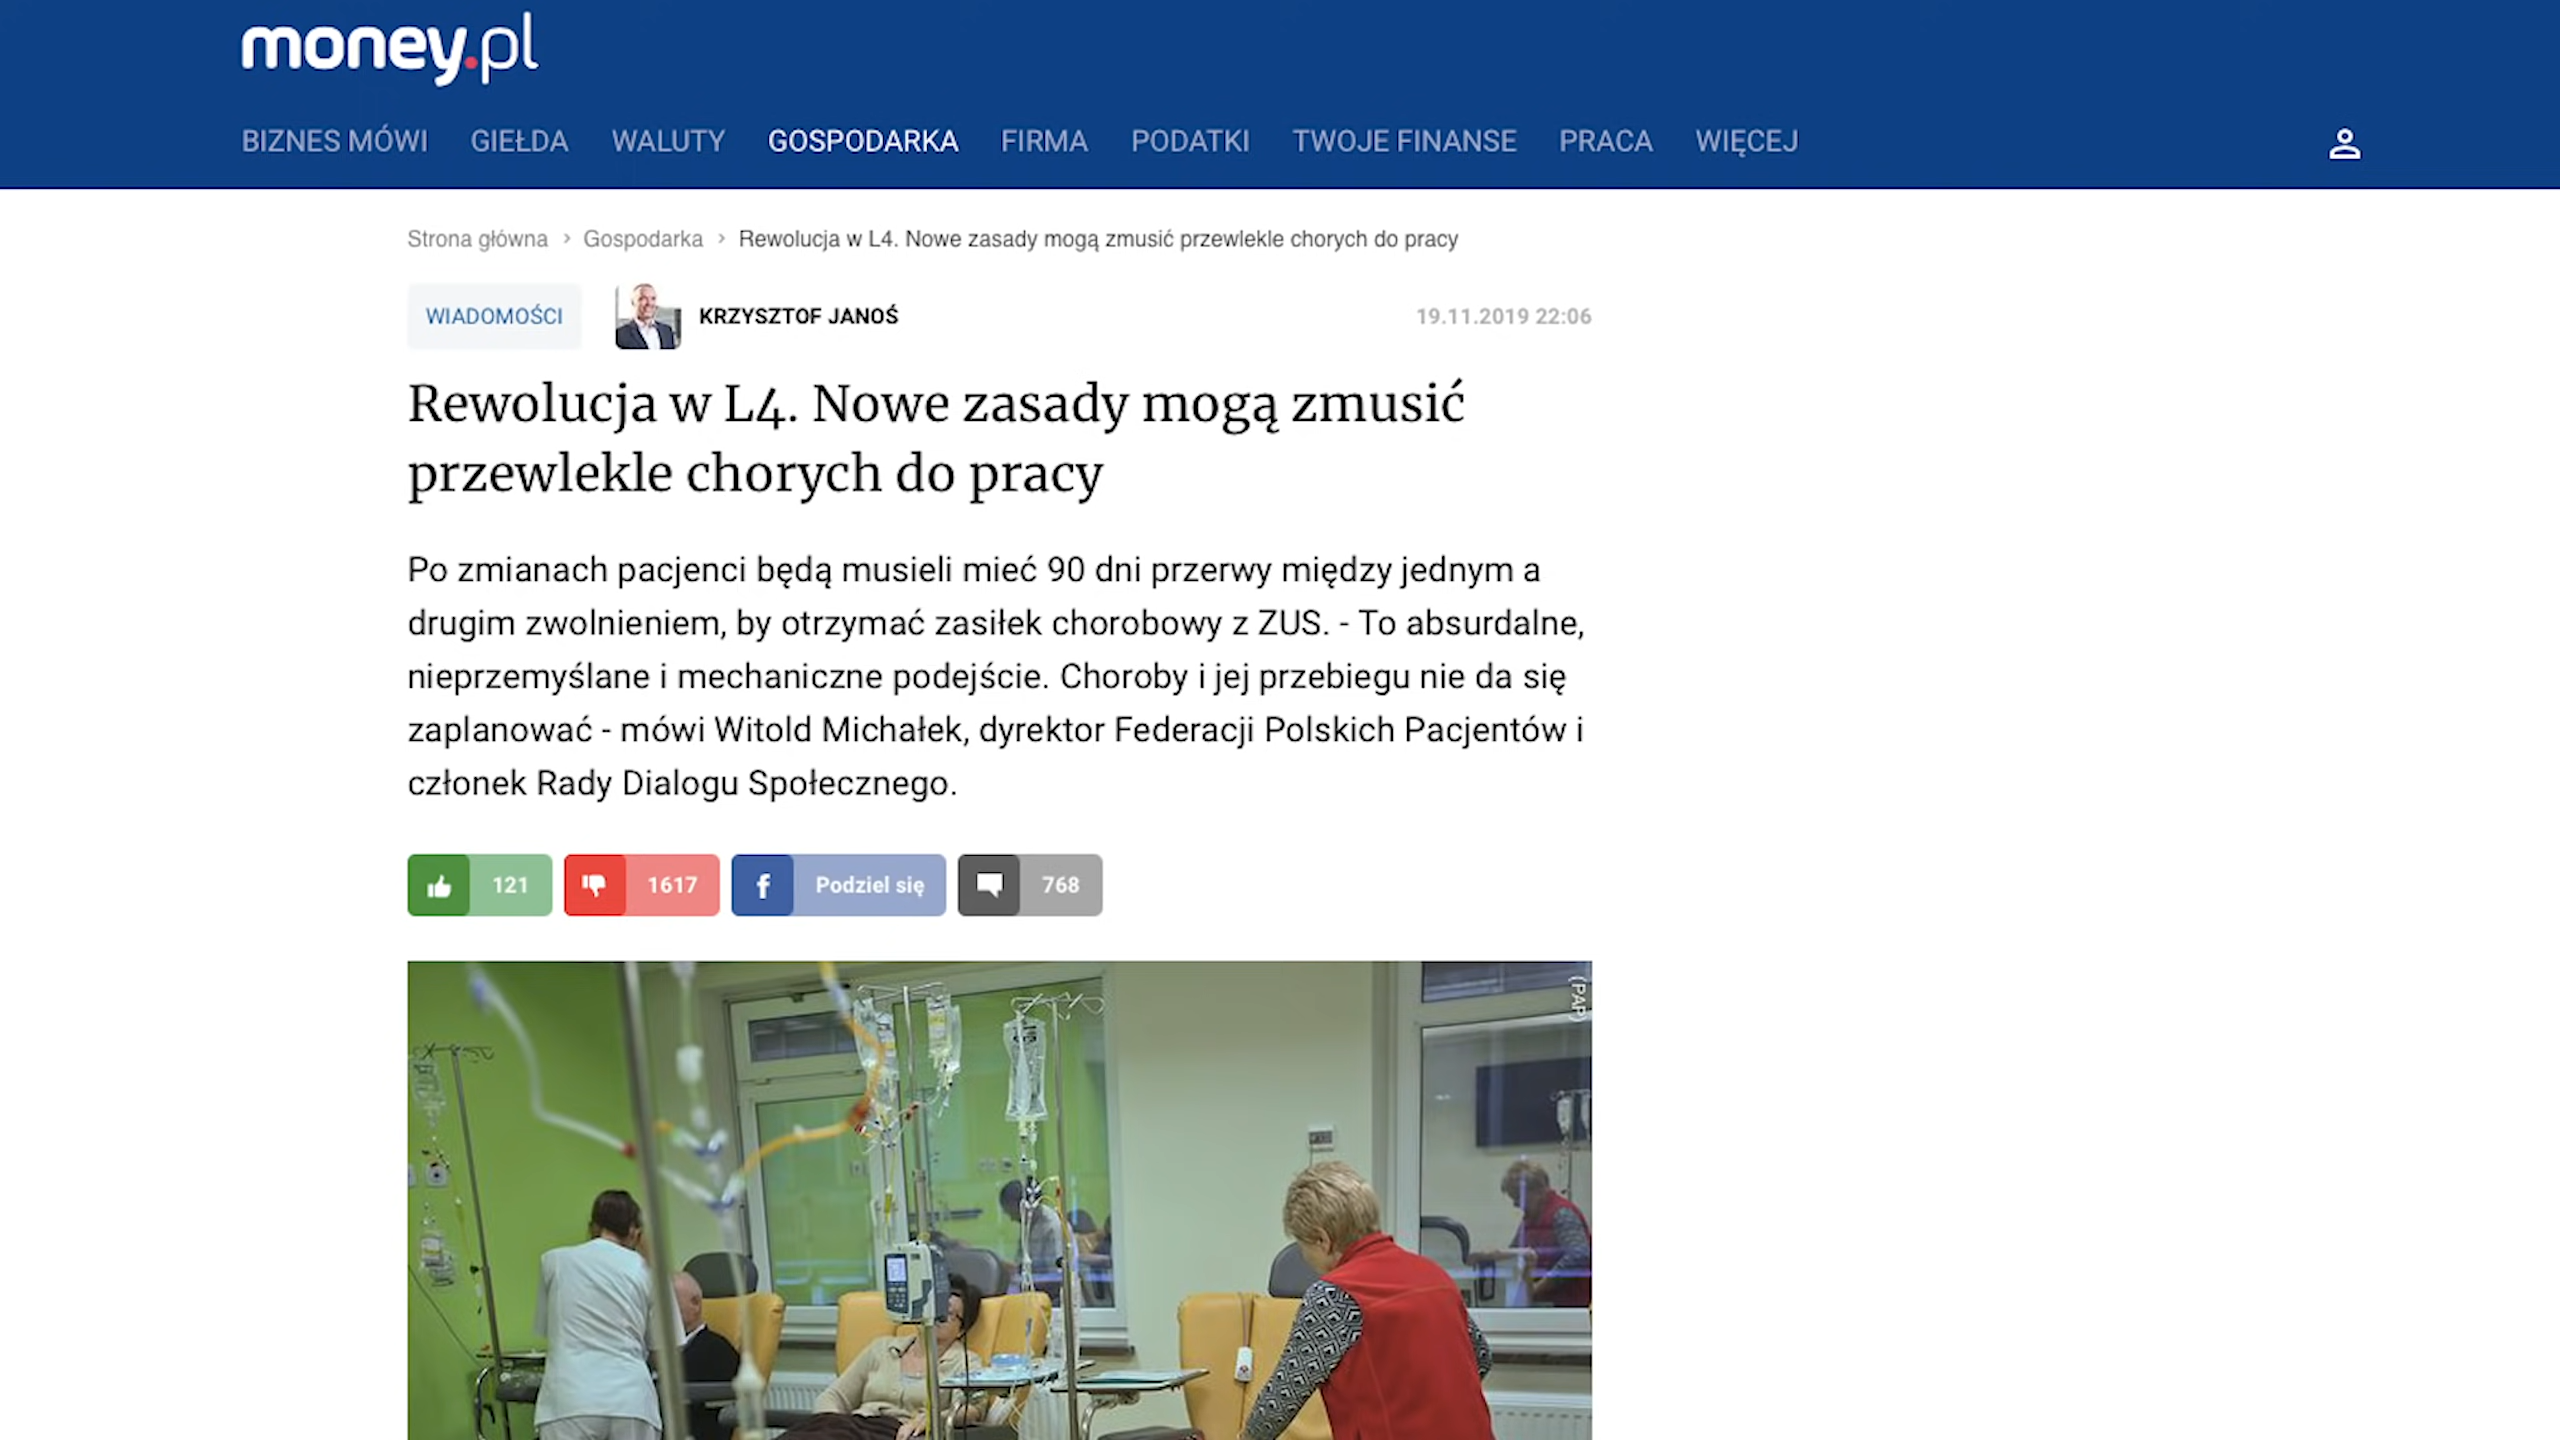 money.pl
BIZNES MÓWI GIEŁDA WALUTY GOSPODARKA FIRMA PODATKI TWOJE FINANSE PRACA WIĘCEJ
Strona główna > Gospodarka > Rewolucja w L4. Nowe zasady mogą zmusić przewlekle chorych do pracy
WIADOMOŚCI KRZYSZTOF JANOŚ 19.11.2019 22:06
Rewolucja w L4. Nowe zasady mogą zmusić
przewlekle chorych do pracy
Po zmianach pacjenci będą musieli mieć 90 dni przerwy między jednym a
drugim zwolnieniem, by otrzymać zasiłek chorobowy z ZUS. - To absurdalne,
nieprzemyślane i mechaniczne podejście. Choroby i jej przebiegu nie da się
zaplanować - mówi Witold Michałek, dyrektor Federacji Polskich Pacjentów i
członek Rady Dialogu Społecznego.
121 1617 f Podziel się 768
(PAP)